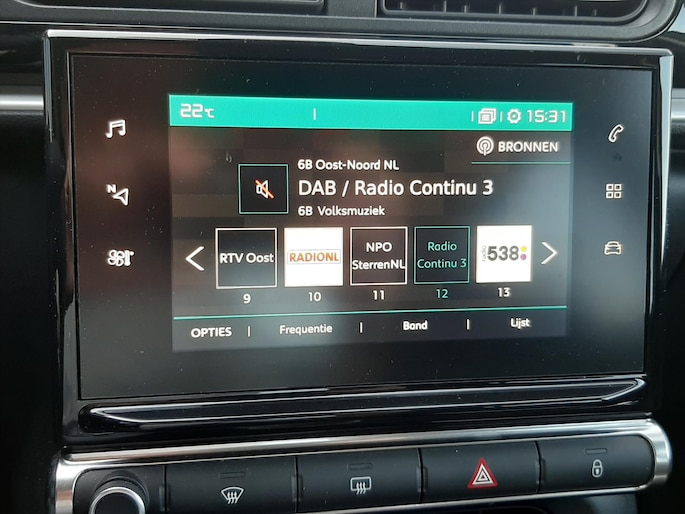 22°C
15:31
BRONNEN
6B Oost-Noord NL
DAB / Radio Continu 3
6B Volksmuziek
RTV Oost
RADIONL
NPO SterrenNL
Radio Continu 3
radio 538
9
10
11
12
13
OPTIES
Frequentie
Band
Lijst
N